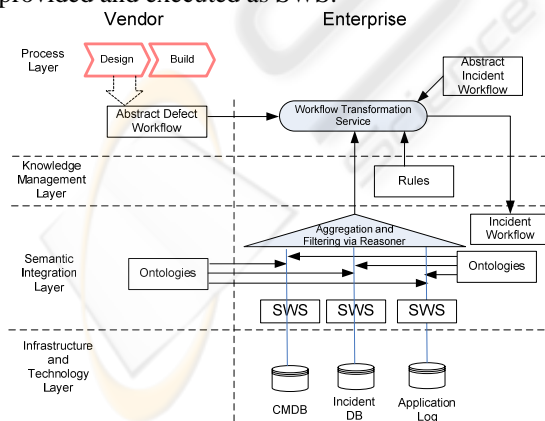 provided and executed as SWS.
Vendor
Enterprise
Process
Layer
Design
Build
Abstract
Incident
Workflow
Workflow Transformation
Service
Abstract Defect
Workflow
Knowledge
Management
Layer
Rules
Aggregation and
Filtering via Reasoner
Incident
Workflow
Semantic
Integration
Layer
Ontologies
Ontologies
SWS
SWS
SWS
Infrastructure
and
Technology
Layer
CMDB
Incident
DB
Application
Log